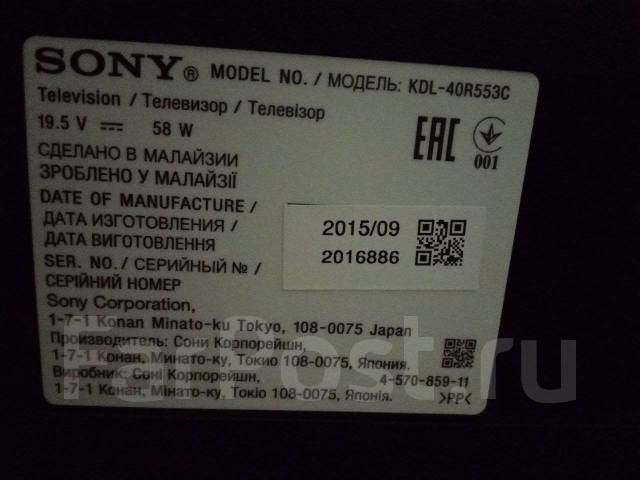 SONY® MODEL NO. / МОДЕЛЬ: KDL-40R553C
Television / Телевизор / Телевізор
19.5 V ⎓ 58 W
EAC
001
СДЕЛАНО В МАЛАЙЗИИ
ЗРОБЛЕНО У МАЛАЙЗІЇ
DATE OF MANUFACTURE /
ДАТА ИЗГОТОВЛЕНИЯ /
ДАТА ВИГОТОВЛЕННЯ
2015/09
SER. NO. / СЕРИЙНЫЙ № /
СЕРІЙНИЙ НОМЕР
2016886
Sony Corporation,
1-7-1 Konan Minato-ku Tokyo, 108-0075 Japan
Производитель: Сони Корпорейшн,
1-7-1 Конан, Минато-ку, Токио 108-0075, Япония.
Виробник: Соні Корпорейшн,
4-570-859-11
1-7-1 Конан, Мінато-ку, Токіо 108-0075, Японія.
>PP<
FarPost.ru